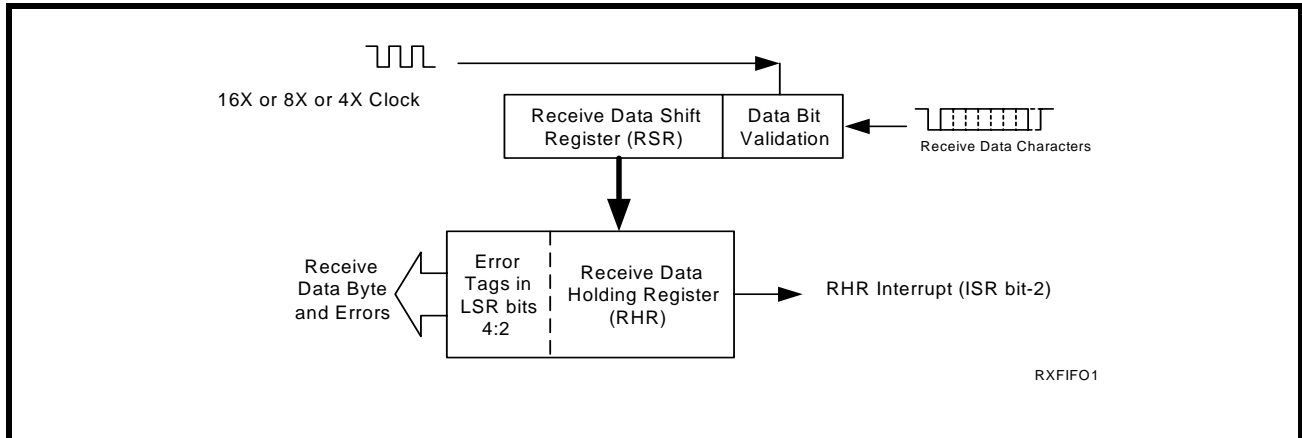 16X or 8X or 4X Clock
Receive Data Shift
Register (RSR)
Data Bit
Validation
Receive Data Characters
Receive
Data Byte
and Errors
Error
Tags in
LSR bits
4:2
Receive Data
Holding Register
(RHR)
RHR Interrupt (ISR bit-2)
RXFIFO1